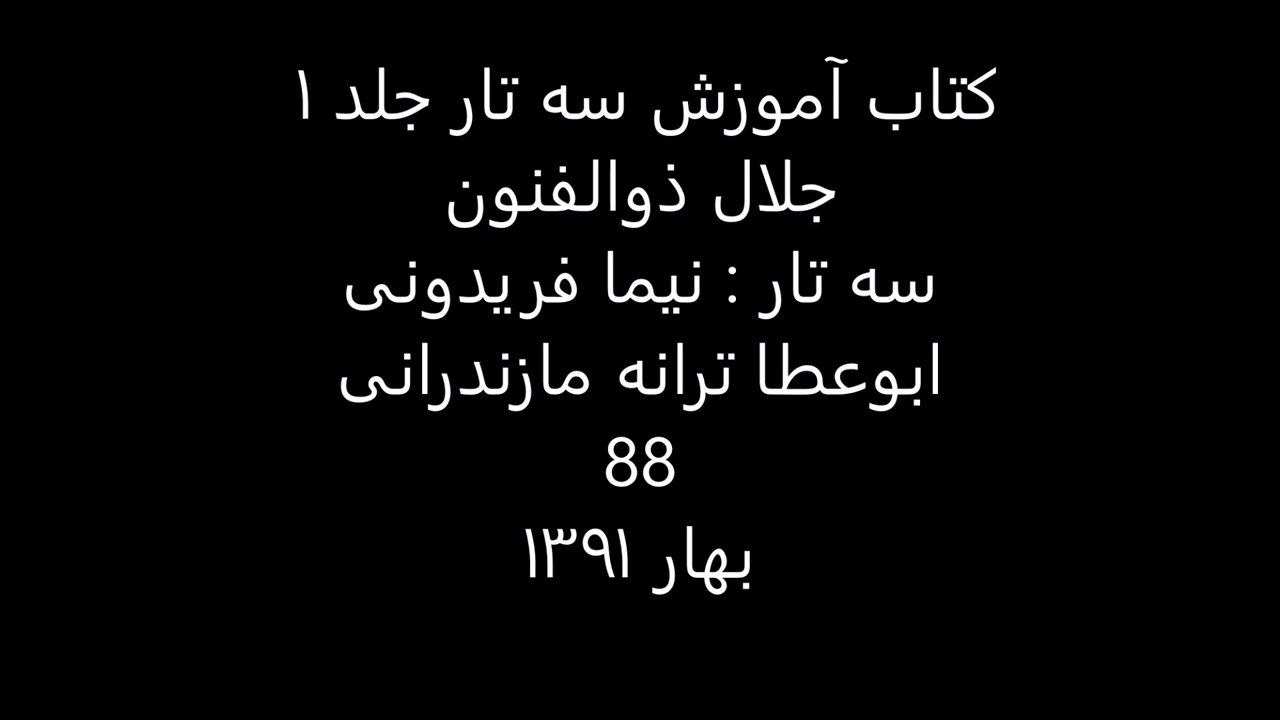 کتاب آموزش سه تار جلد ۱
جلال ذوالفنون
سه تار : نیما فریدونی
ابوعطا ترانه مازندرانی
88
بهار ۱۳۹۱